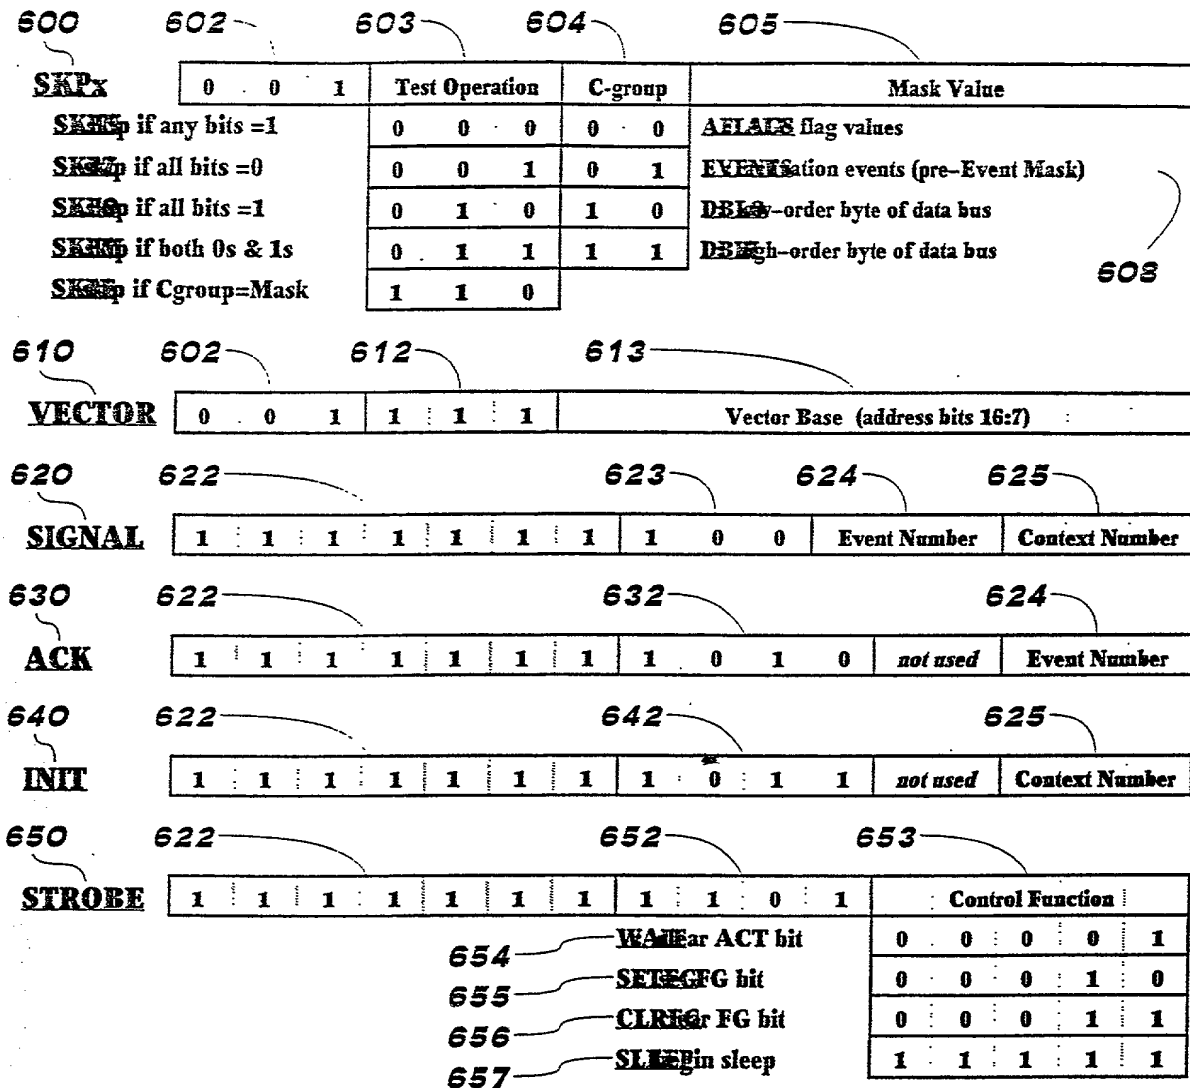 600 602 603 604 605
SKPx 0 0 1 Test Operation C-group Mask Value
if any bits =1 0 0 0 0 0 flag values
if all bits =0 0 0 1 0 1 events (pre-Event Mask)
if all bits =1 0 1 0 1 0 byte of data bus
if both 0s & 1s 0 1 1 1 1 byte of data bus
608
if Cgroup=Mask 1 1 0
610 602 612 613
VECTOR 0 0 1 1 1 1 Vector Base (address bits 16:7)
620 622 623 624 625
SIGNAL 1 1 1 1 1 1 1 1 0 0 Event Number Context Number
630 622 632 624
ACK 1 1 1 1 1 1 1 1 0 1 0 not used Event Number
640 622 642 625
INIT 1 1 1 1 1 1 1 1 0 1 1 not used Context Number
650 622 652 653
STROBE 1 1 1 1 1 1 1 1 1 0 1 Control Function
654 ACT bit 0 0 0 0 1
655 FG bit 0 0 0 1 0
656 FG bit 0 0 0 1 1
657 sleep 1 1 1 1 1